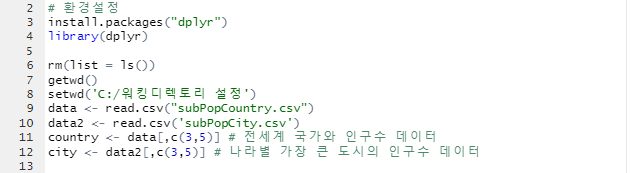 2 # 환경설정
3 install.packages("dplyr")
4 library(dplyr)
5
6 rm(list = ls())
7 getwd()
8 setwd('C:/워킹디렉토리 설정')
9 data <- read.csv("subPopCountry.csv")
10 data2 <- read.csv('subPopCity.csv')
11 country <- data[,c(3,5)] # 전세계 국가와 인구수 데이터
12 city <- data2[,c(3,5)] # 나라별 가장 큰 도시의 인구수 데이터
13